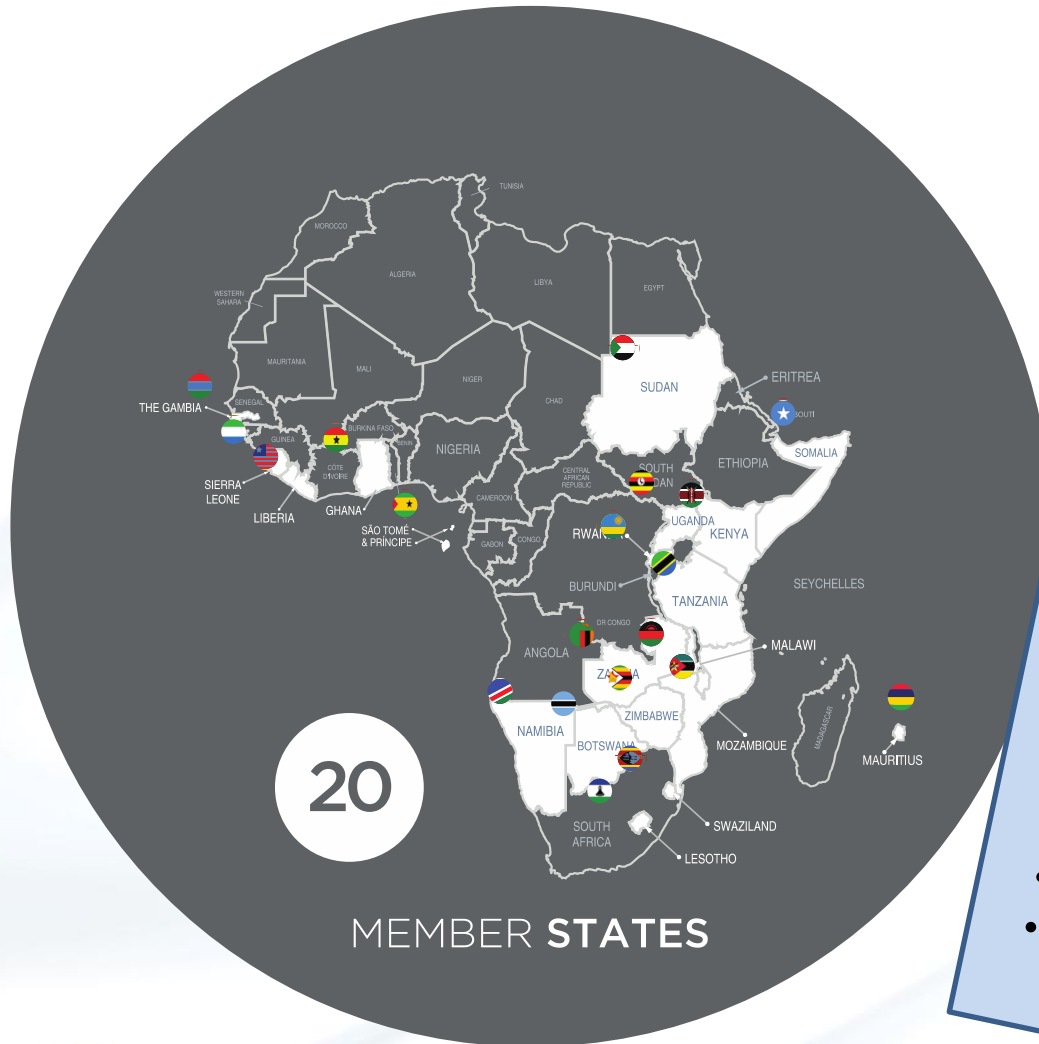 TUNISIA
MOROCCO
ALGERIA
LIBYA
EGYPT
WESTERN
SAHARA
MAURITANIA
MALI
NIGER
CHAD
SUDAN
ERITREA
THE GAMBIA
SENEGAL
BURKINA FASO
GUINEA
BENIN
NIGERIA
CÔTE
D'IVOIRE
SIERRA
LEONE
LIBERIA
GHANA
CENTRAL
AFRICAN
REPUBLIC
SOUTH
ETHIOPIA
SOMALIA
CAMEROON
SÃO TOMÉ
& PRÍNCIPE
GABON
CONGO
UGANDA
KENYA
BURUNDI
TANZANIA
SEYCHELLES
DR CONGO
ANGOLA
MALAWI
ZIMBABWE
NAMIBIA
BOTSWANA
MOZAMBIQUE
MADAGASCAR
MAURITIUS
SOUTH
AFRICA
SWAZILAND
LESOTHO
20
MEMBER STATES